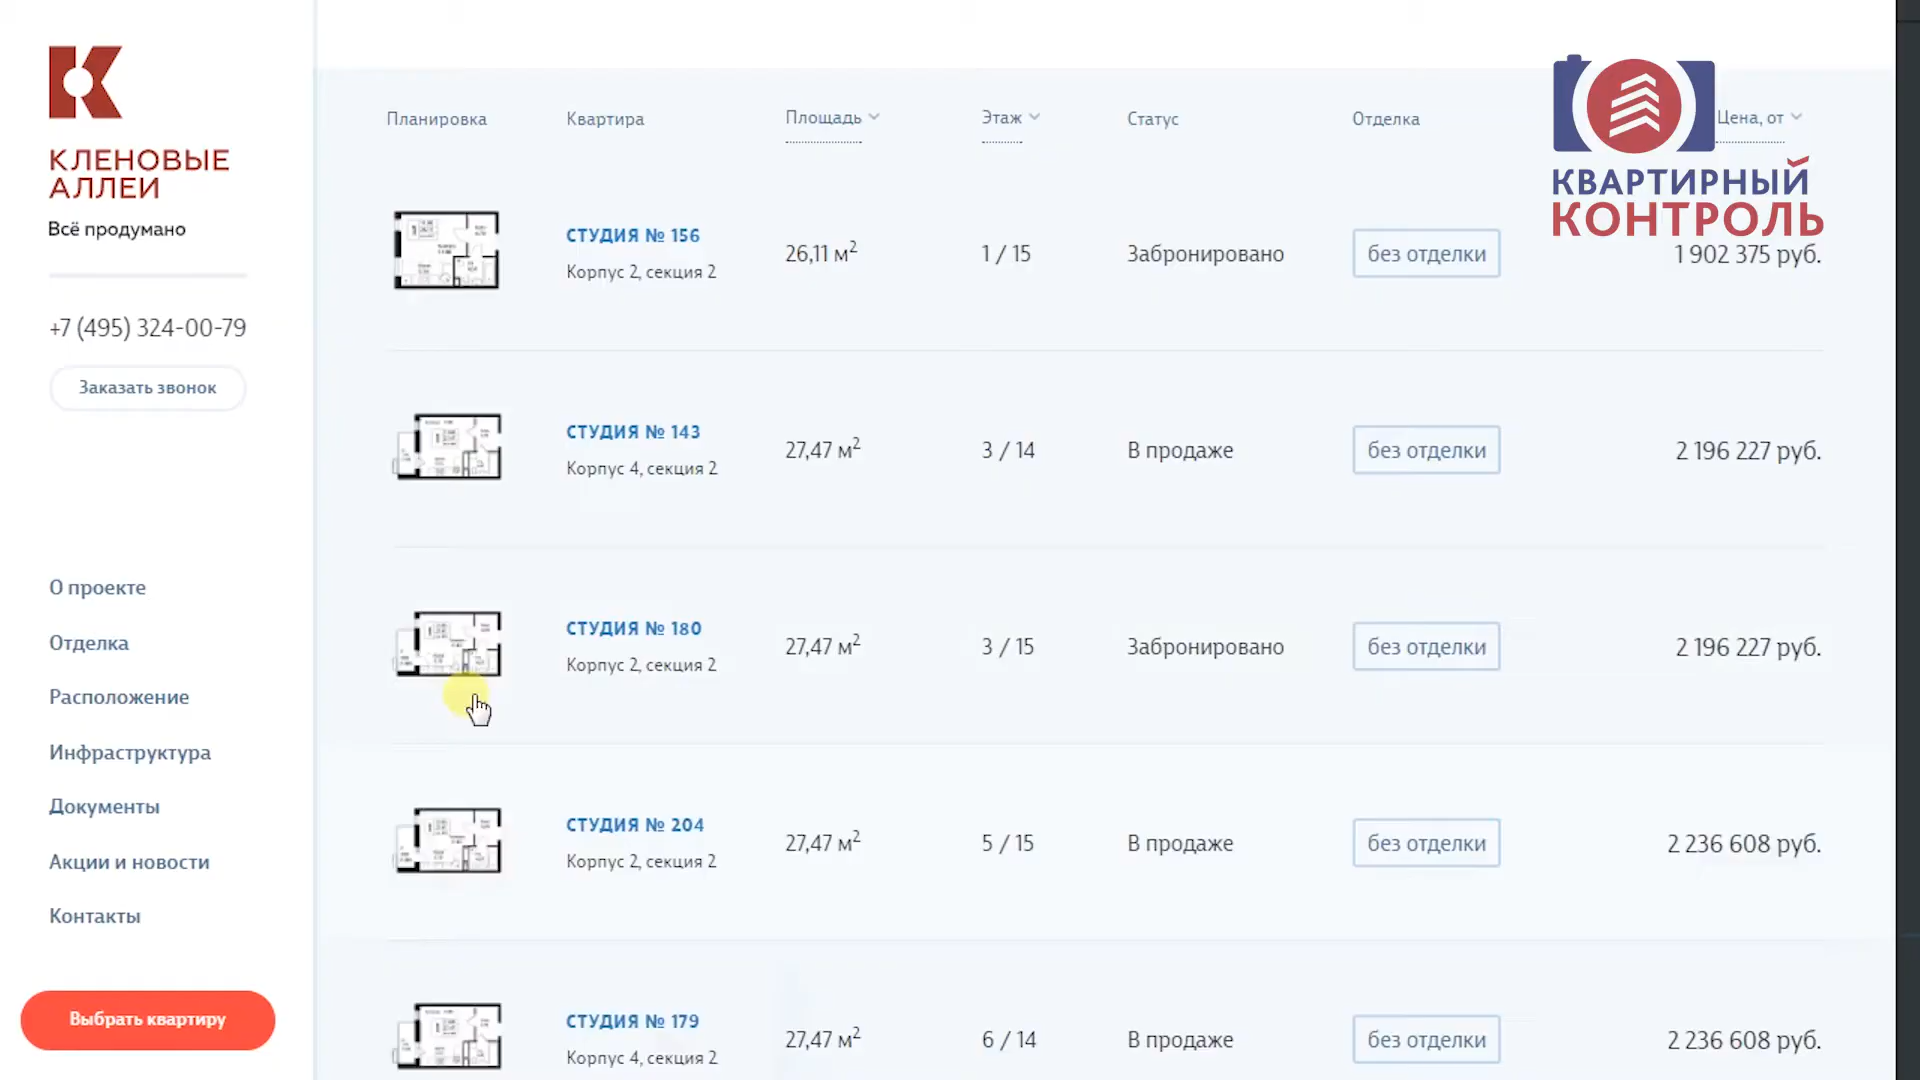 КЛЕНОВЫЕ
АЛЛЕИ
Всё продумано
+7 (495) 324-00-79
Заказать звонок
О проекте
Отделка
Расположение
Инфраструктура
Документы
Акции и новости
Контакты
Выбрать квартиру
КВАРТИРНЫЙ
КОНТРОЛЬ
Планировка Квартира Площадь Этаж Статус Отделка Цена, от
СТУДИЯ № 156
Корпус 2, секция 2
26,11 м² 1 / 15 Забронировано без отделки 1 902 375 руб.
СТУДИЯ № 143
Корпус 4, секция 2
27,47 м² 3 / 14 В продаже без отделки 2 196 227 руб.
СТУДИЯ № 180
Корпус 2, секция 2
27,47 м² 3 / 15 Забронировано без отделки 2 196 227 руб.
СТУДИЯ № 204
Корпус 2, секция 2
27,47 м² 5 / 15 В продаже без отделки 2 236 608 руб.
СТУДИЯ № 179
Корпус 4, секция 2
27,47 м² 6 / 14 В продаже без отделки 2 236 608 руб.